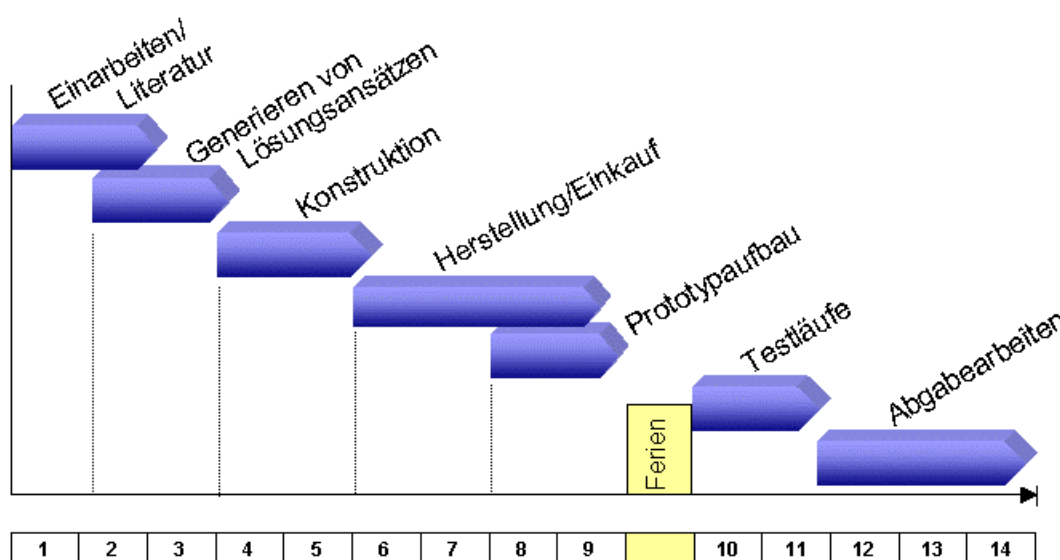 Einarbeiten/
Literatur
Generieren von
Lösungsansätzen
Konstruktion
Herstellung/Einkauf
Prototypaufbau
Testläufe
Abgabearbeiten
Ferien
1 2 3 4 5 6 7 8 9 10 11 12 13 14